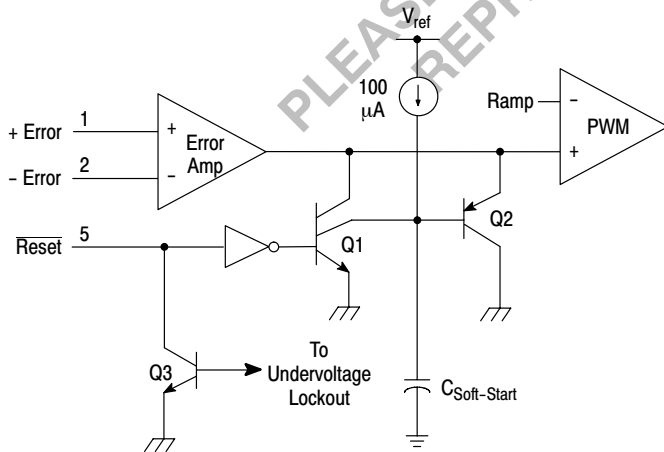 PLEASE
REPR
Vref
100
µA
Ramp
−
PWM
+
+ Error
1
+
Error
Amp
− Error
2
−
Q2
Reset
5
Q1
Q3
To
Undervoltage
Lockout
CSoft−Start